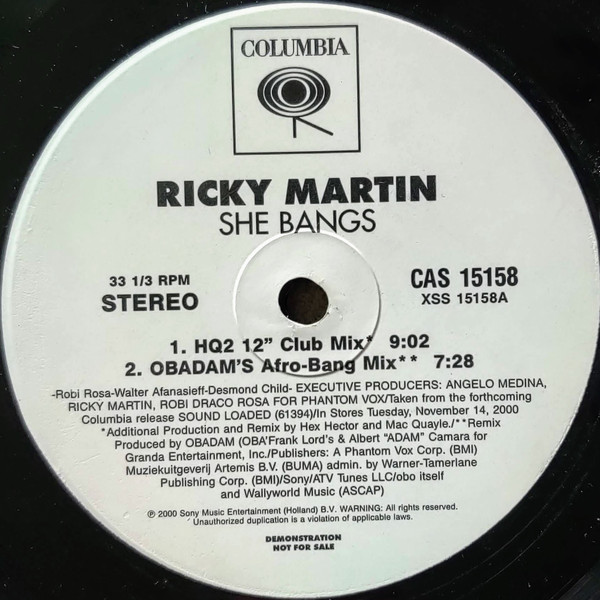 COLUMBIA
RICKY MARTIN
SHE BANGS
33 1/3 RPM
STEREO
CAS 15158
XSS 15158A
1. HQ2 12” Club Mix* 9:02
2. OBADAM'S Afro-Bang Mix** 7:28
-Robi Rosa-Walter Afanasieff-Desmond Child- EXECUTIVE PRODUCERS: ANGELO MEDINA,
RICKY MARTIN, ROBI DRACO ROSA FOR PHANTOM VOX/Taken from the forthcoming
Columbia release SOUND LOADED (61394)/In Stores Tuesday, November 14, 2000
*Additional Production and Remix by Hex Hector and Mac Quayle./**Remix
Produced by OBADAM (OBA'Frank Lord's & Albert “ADAM” Camara for
Granda Entertainment, Inc./Publishers: A Phantom Vox Corp. (BMI)
Muziekuitgeverij Artemis B.V. (BUMA) admin. by Warner-Tamerlane
Publishing Corp. (BMI)/Sony/ATV Tunes LLC/obo itself
and Wallyworld Music (ASCAP)
℗ 2000 Sony Music Entertainment (Holland) B.V. WARNING: All rights reserved.
Unauthorized duplication is a violation of applicable laws.
DEMONSTRATION
NOT FOR SALE